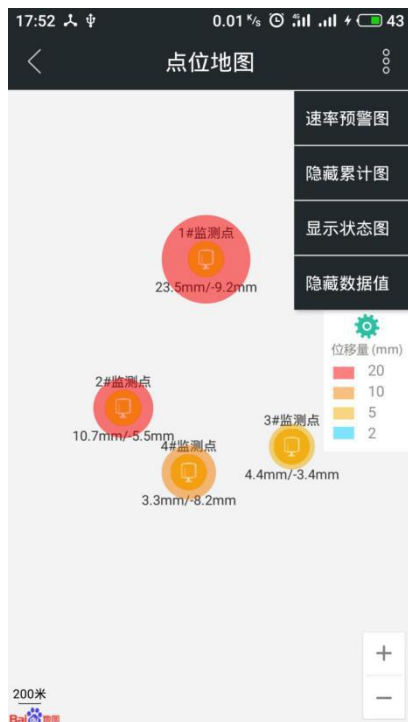 17:52 0.01 K/s 43
点位地图
速率预警图
隐藏累计图
显示状态图
隐藏数据值
1#监测点
23.5mm/-9.2mm
位移量 (mm)
20
10
5
2
2#监测点
10.7mm/-5.5mm
3#监测点
4.4mm/-3.4mm
4#监测点
3.3mm/-8.2mm
+
−
200米
Bai 地图